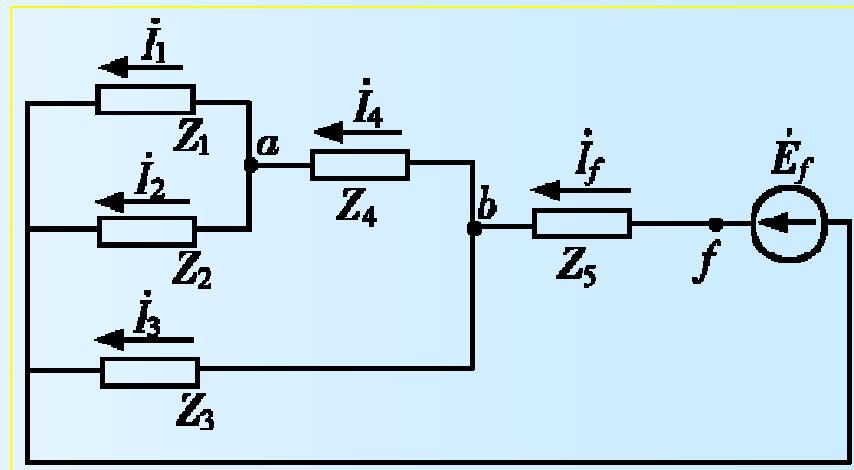 İ₁
Z₁
a
İ₄
Z₄
İ₂
Z₂
b
İf
Z₅
f
Ėf
İ₃
Z₃